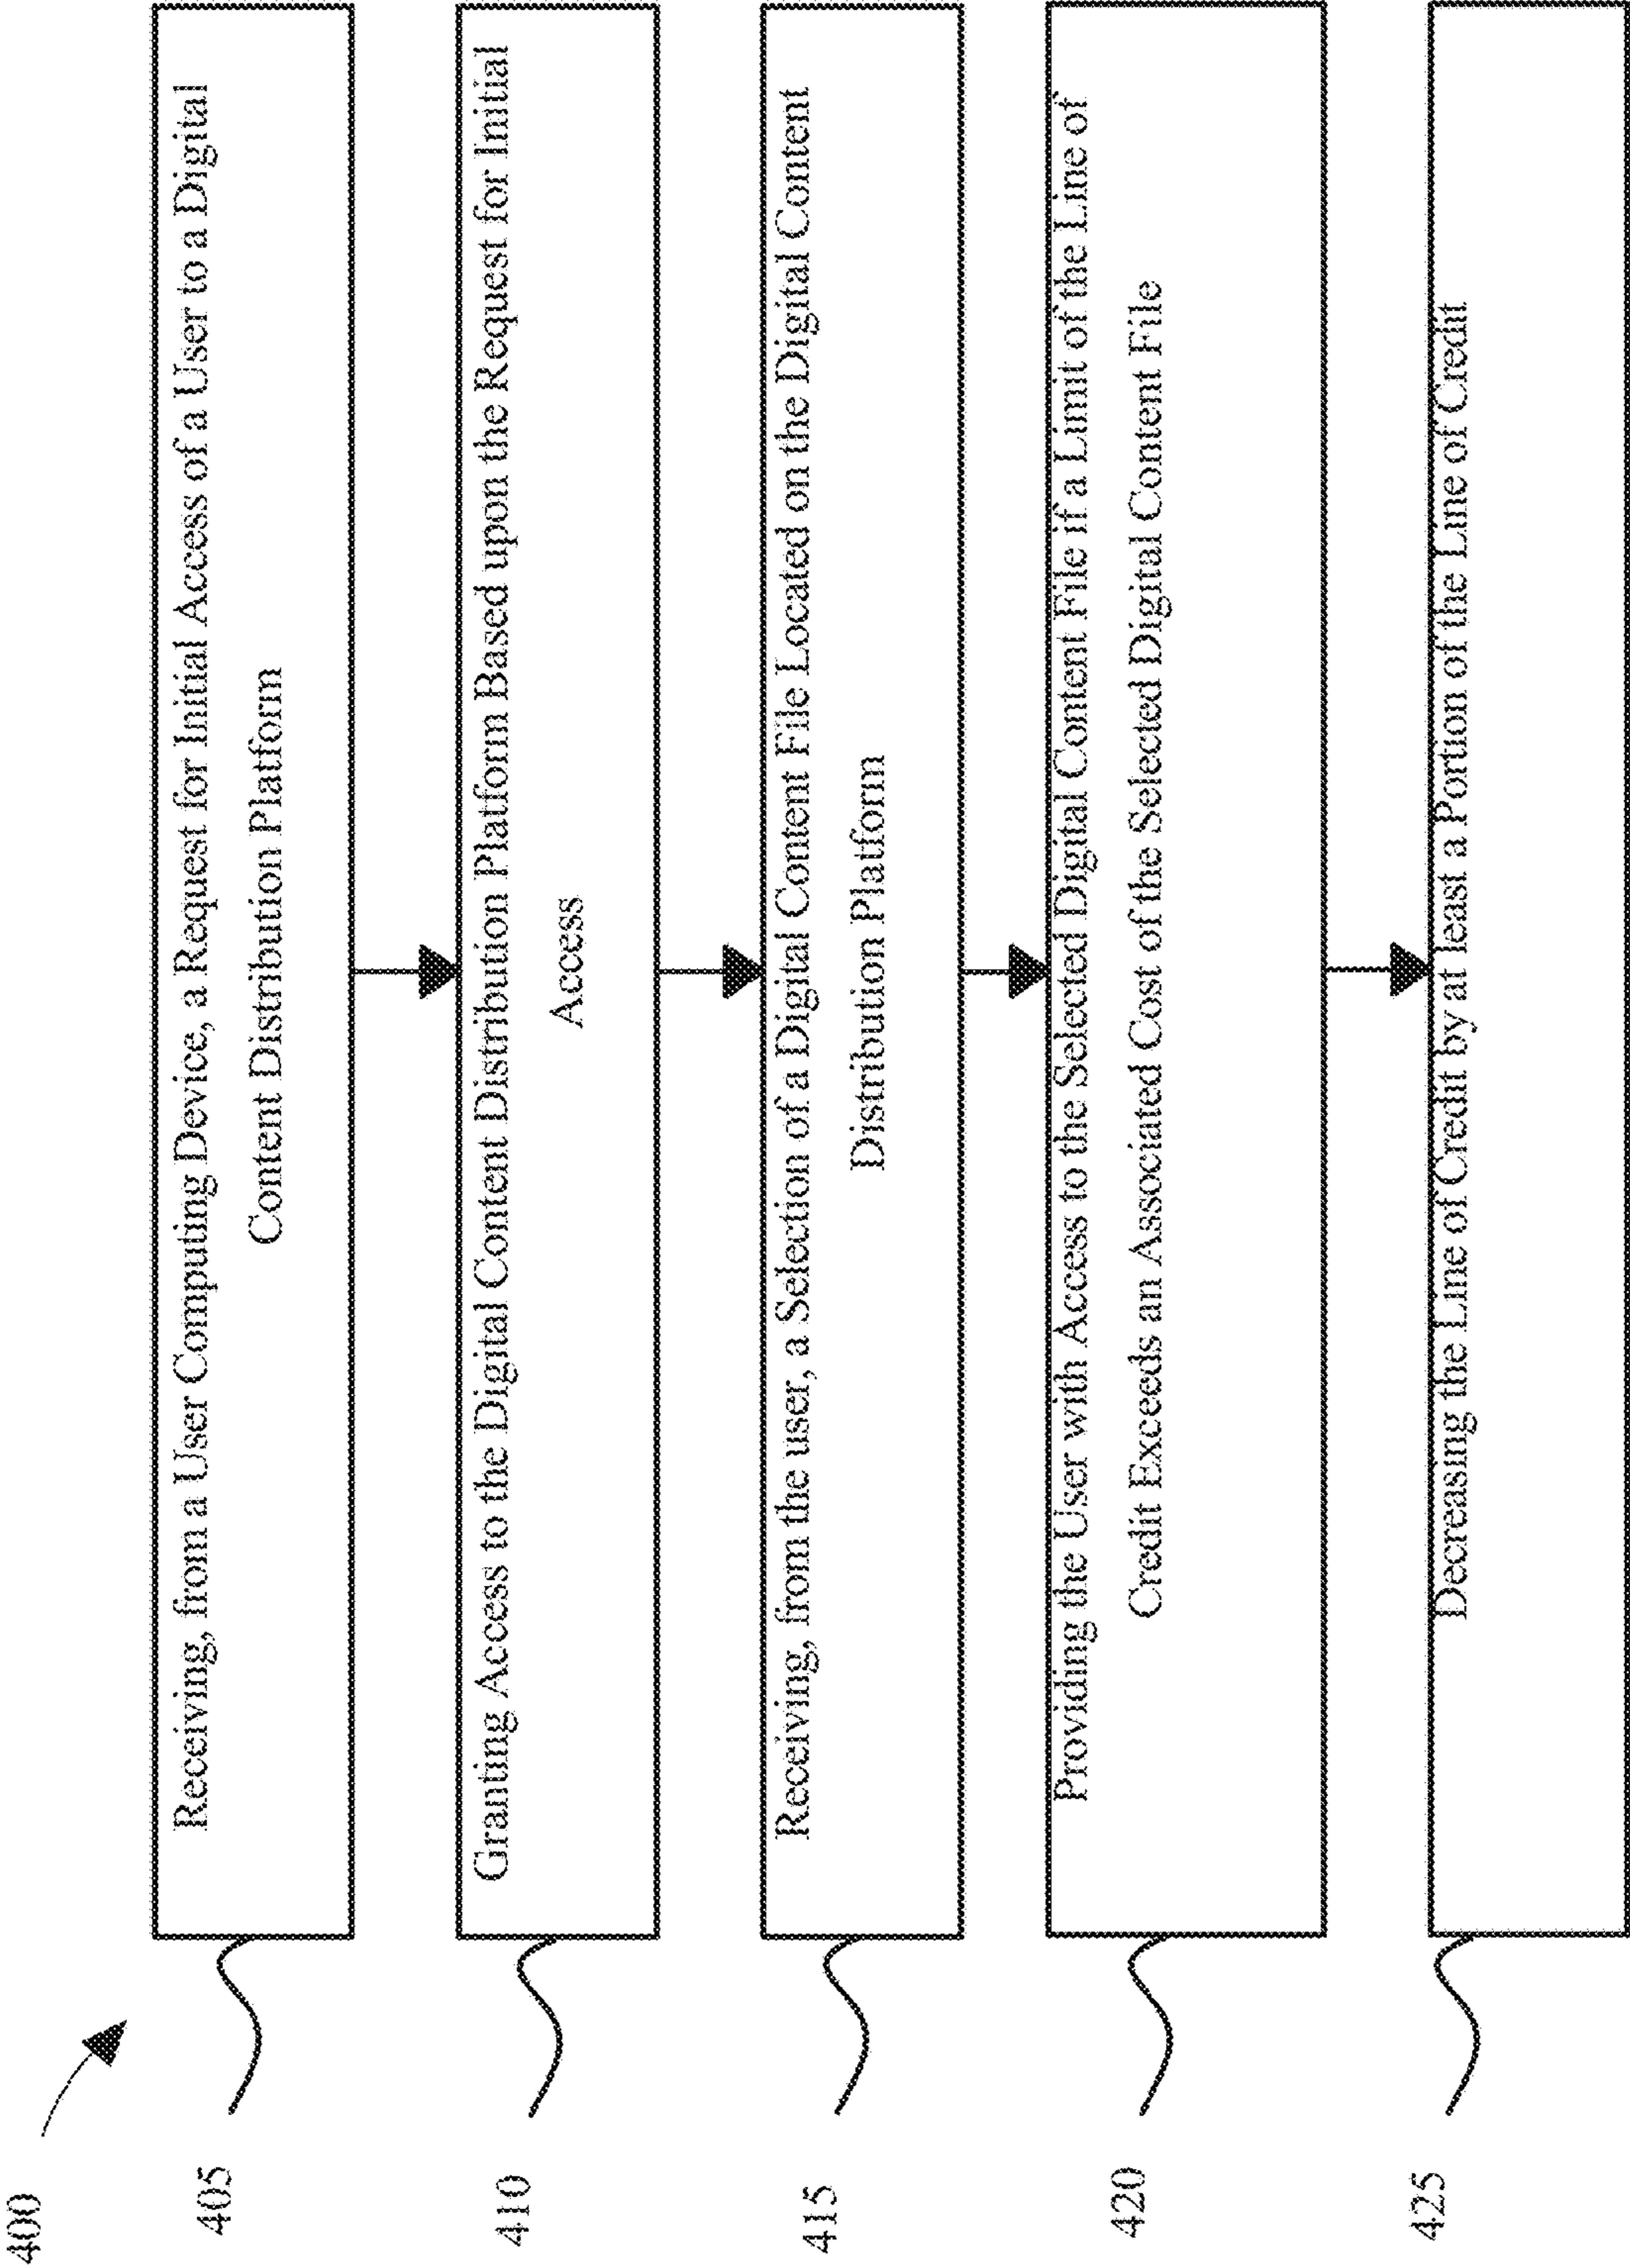 400
405
Receiving, from a User Computing Device, a Request for Initial Access of a User to a Digital
Content Distribution Platform
410
Granting Access to the Digital Content Distribution Platform Based upon the Request for Initial
Access
415
Receiving, from the user, a Selection of a Digital Content File Located on the Digital Content
Distribution Platform
420
Providing the User with Access to the Selected Digital Content File if a Limit of the Line of
Credit Exceeds an Associated Cost of the Selected Digital Content File
425
Decreasing the Line of Credit by at least a Portion of the Line of Credit